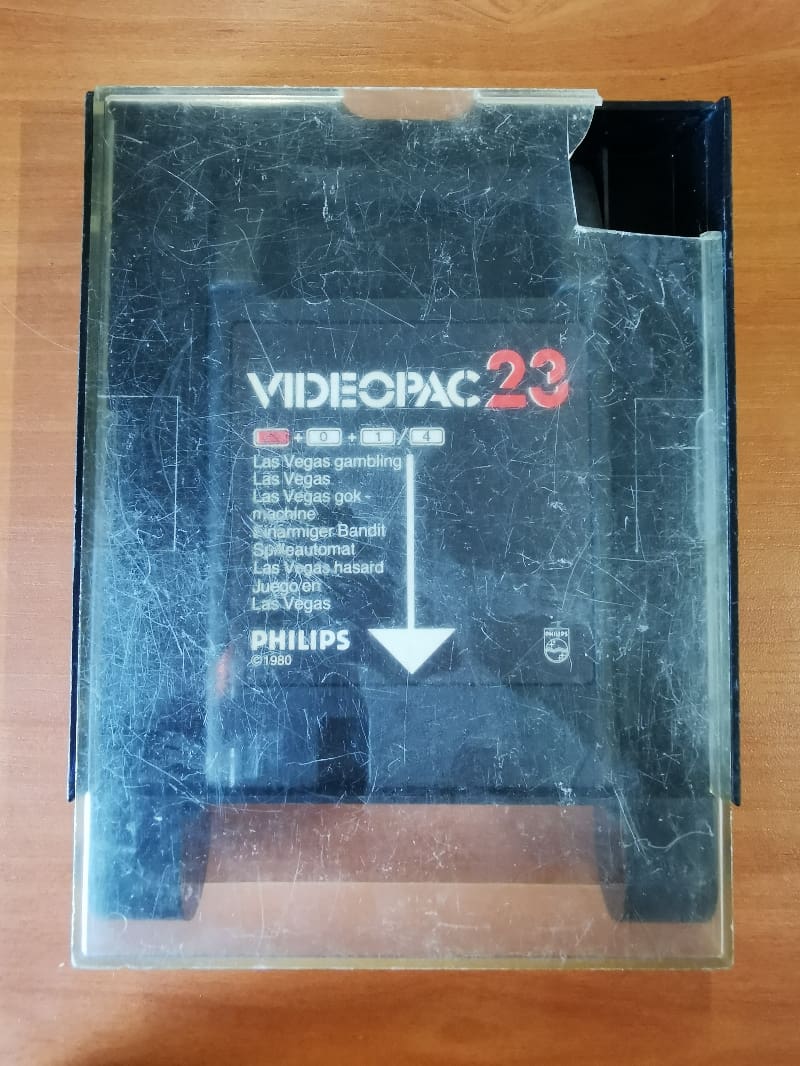 VIDEOPAC 23
+ 0 + 1 / 4
Las Vegas gambling
Las Vegas
Las Vegas gok-
machine
Einarmiger Bandit
Spilleautomat
Las Vegas hasard
Juego en
Las Vegas
PHILIPS
©1980
PHILIPS